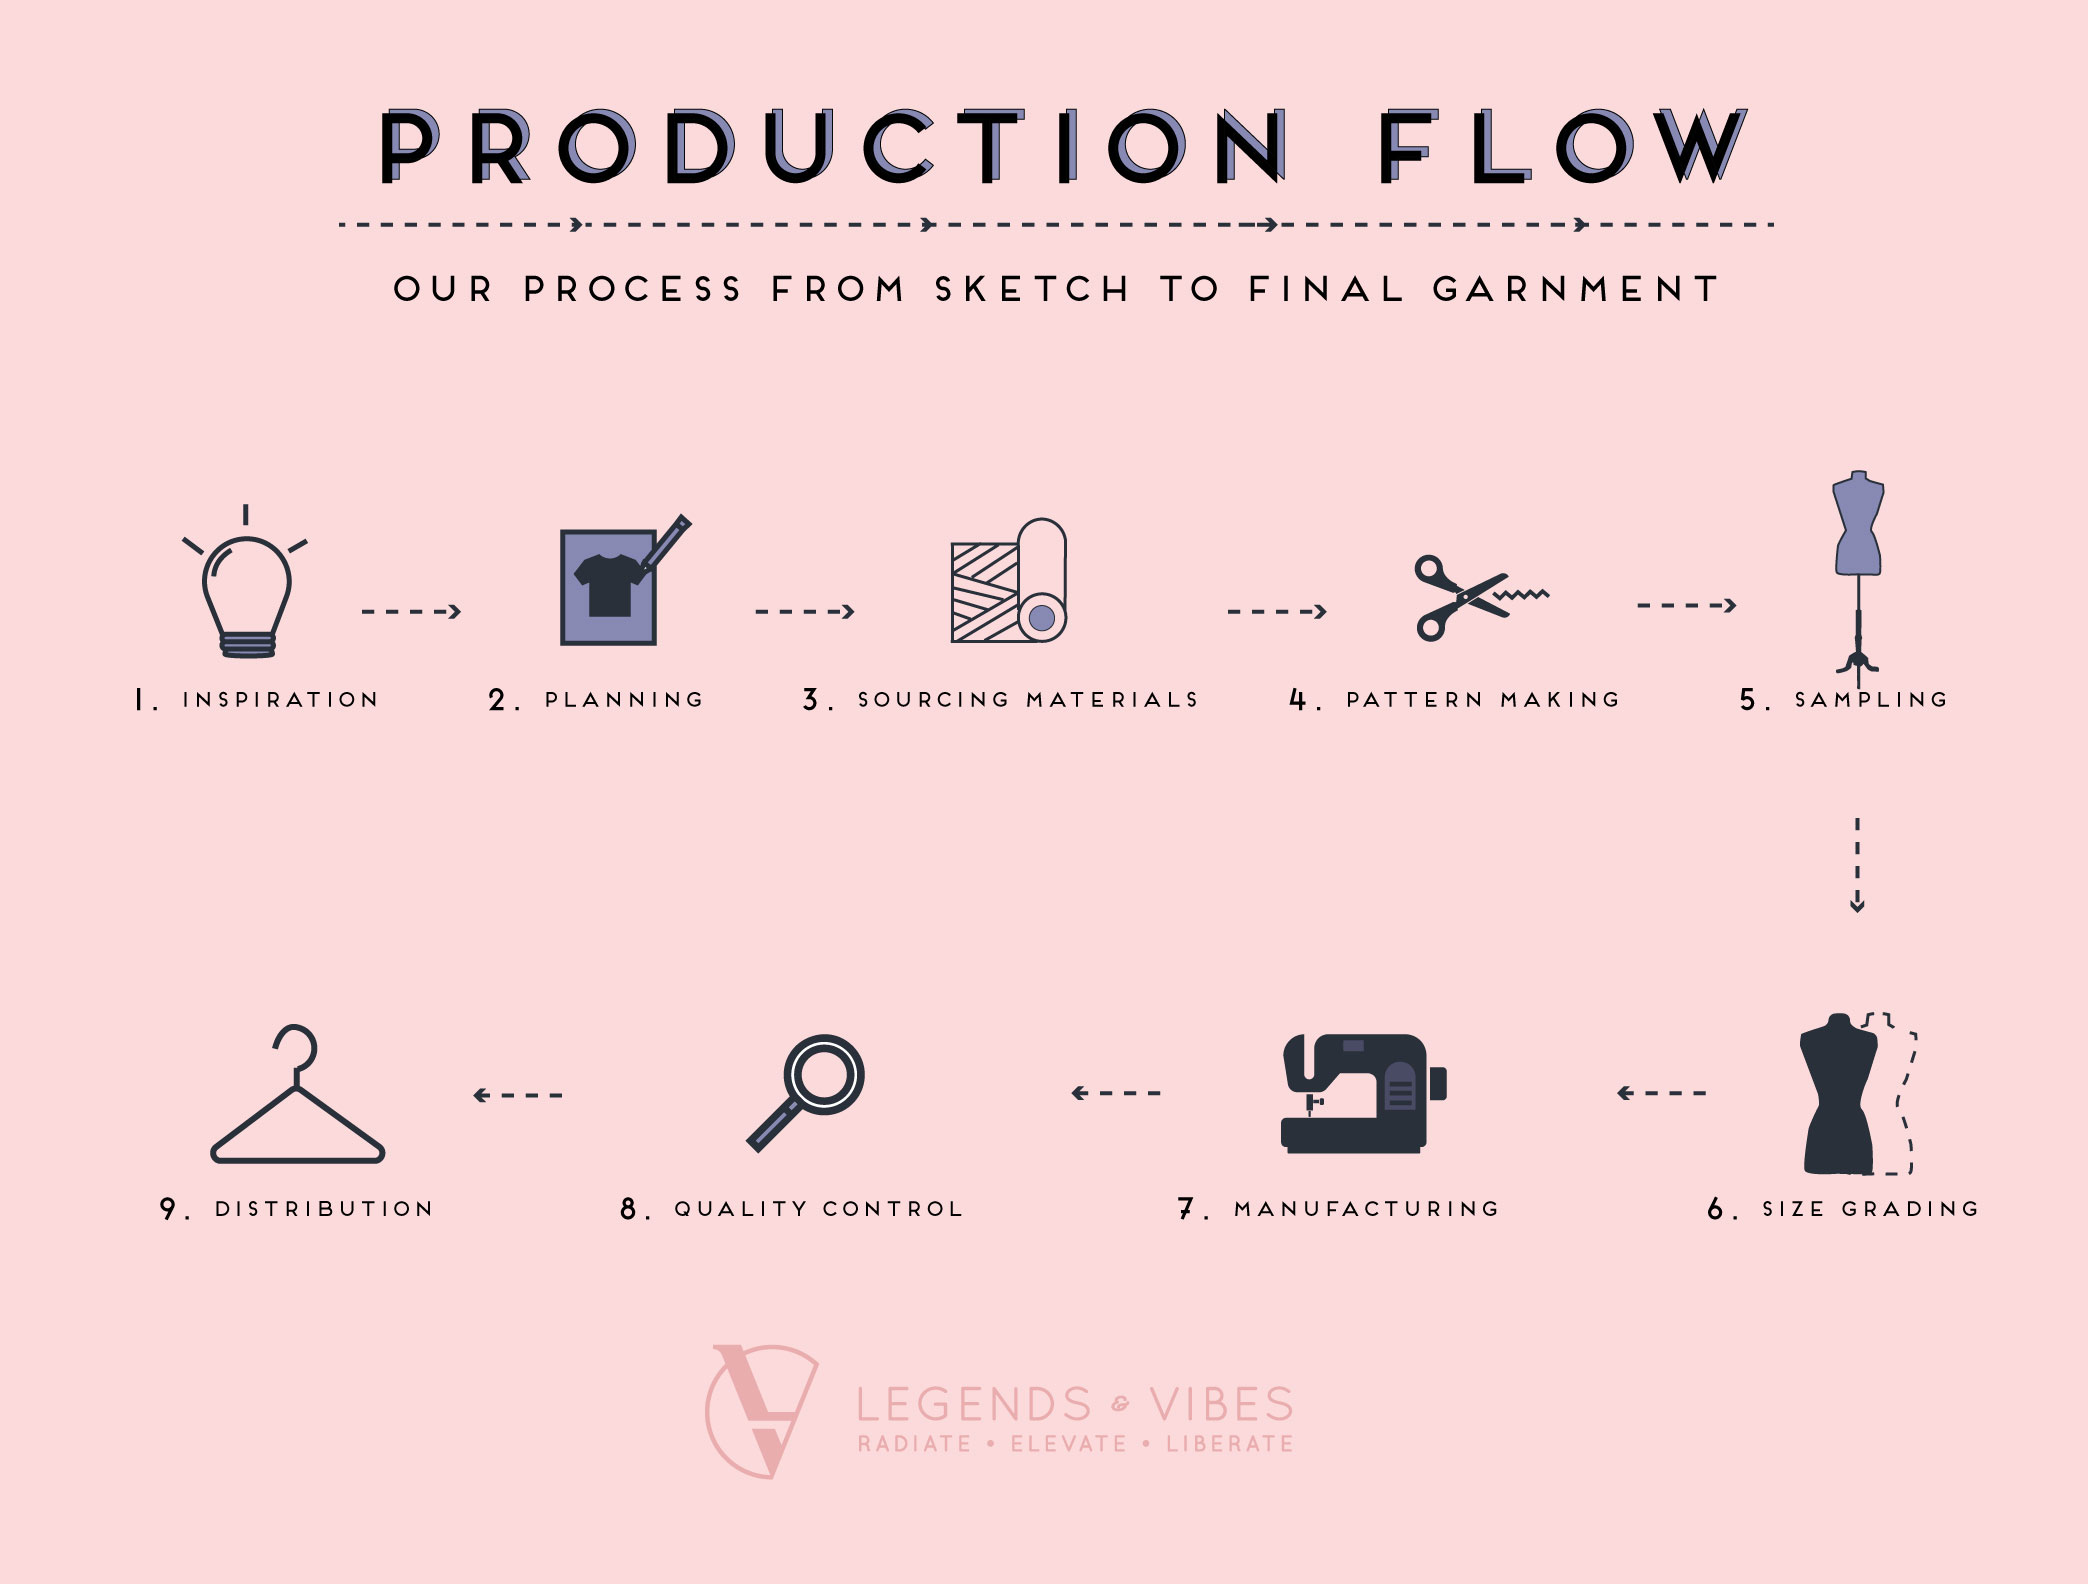 PRODUCTION FLOW
OUR PROCESS FROM SKETCH TO FINAL GARNMENT
1. INSPIRATION
2. PLANNING
3. SOURCING MATERIALS
4. PATTERN MAKING
5. SAMPLING
6. SIZE GRADING
7. MANUFACTURING
8. QUALITY CONTROL
9. DISTRIBUTION
LEGENDS & VIBES
RADIATE • ELEVATE • LIBERATE